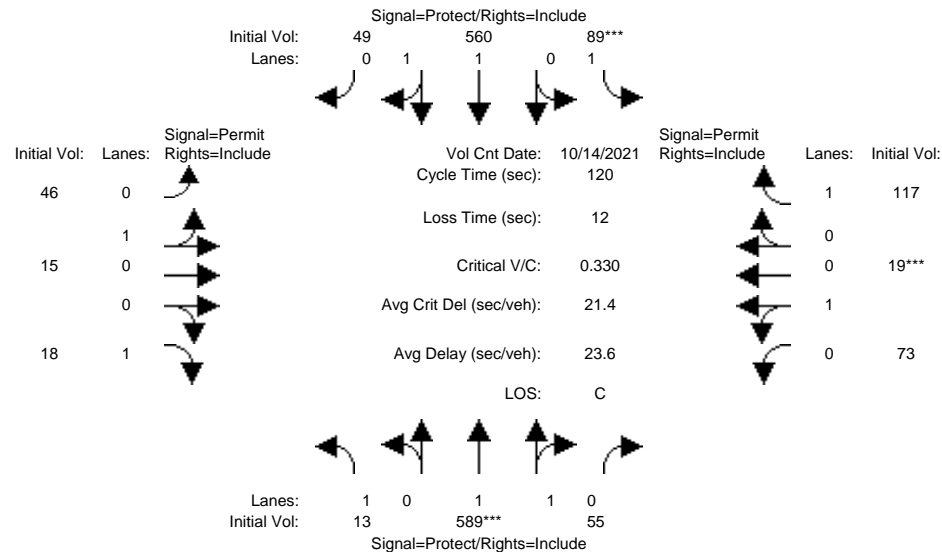 Signal=Protect/Rights=Include
Initial Vol: 49 560 89***
Lanes: 0 1 1 0 1
Signal=Permit
Initial Vol: Lanes: Rights=Include
Vol Cnt Date: 10/14/2021
Signal=Permit
Rights=Include Lanes: Initial Vol:
Cycle Time (sec): 120
46 0
1 117
Loss Time (sec): 12
1
0
15 0
Critical V/C: 0.330
0 19***
0
Avg Crit Del (sec/veh): 21.4
1
18 1
Avg Delay (sec/veh): 23.6
0 73
LOS: C
Lanes: 1 0 1 1 0
Initial Vol: 13 589*** 55
Signal=Protect/Rights=Include